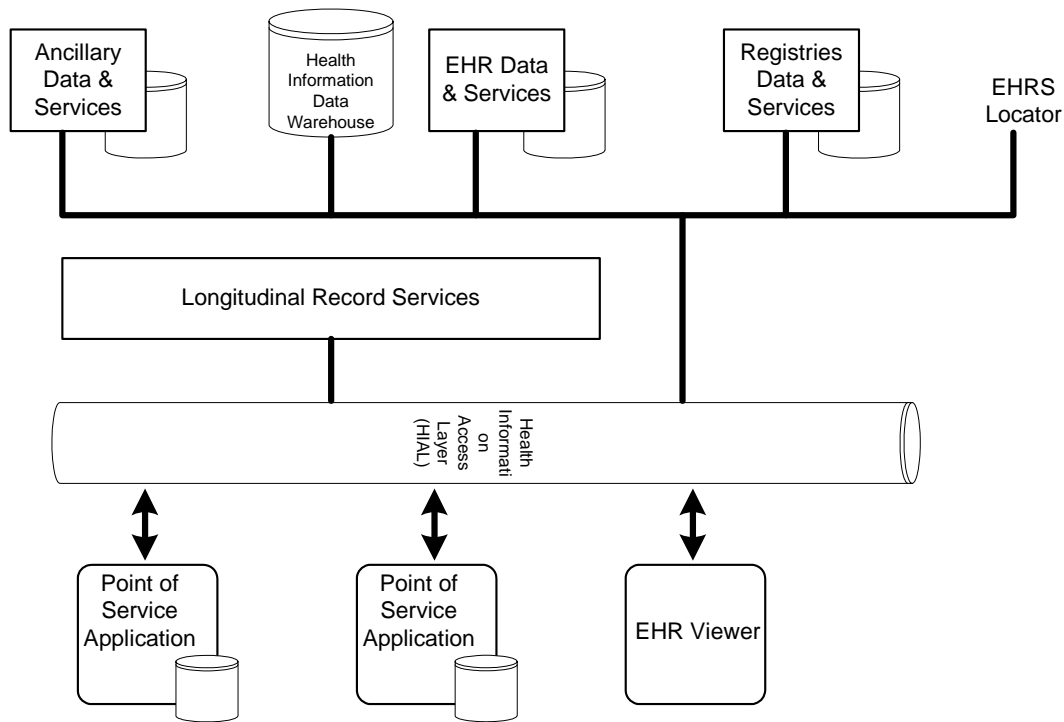 Ancillary
Data &
Services
Health
Information
Data
Warehouse
EHR Data
& Services
Registries
Data &
Services
EHRS
Locator
Longitudinal Record Services
Health
Informati
on
Access
Layer
(HIAL)
Point of
Service
Application
Point of
Service
Application
EHR Viewer